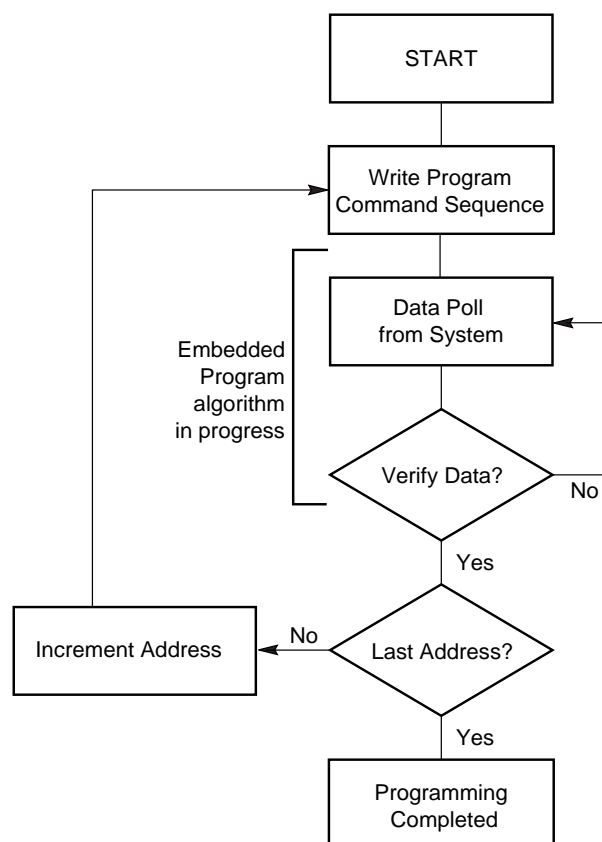 START
Write Program
Command Sequence
Data Poll
from System
Embedded
Program
algorithm
in progress
Verify Data?
No
Yes
No
Increment Address
Last Address?
Yes
Programming
Completed